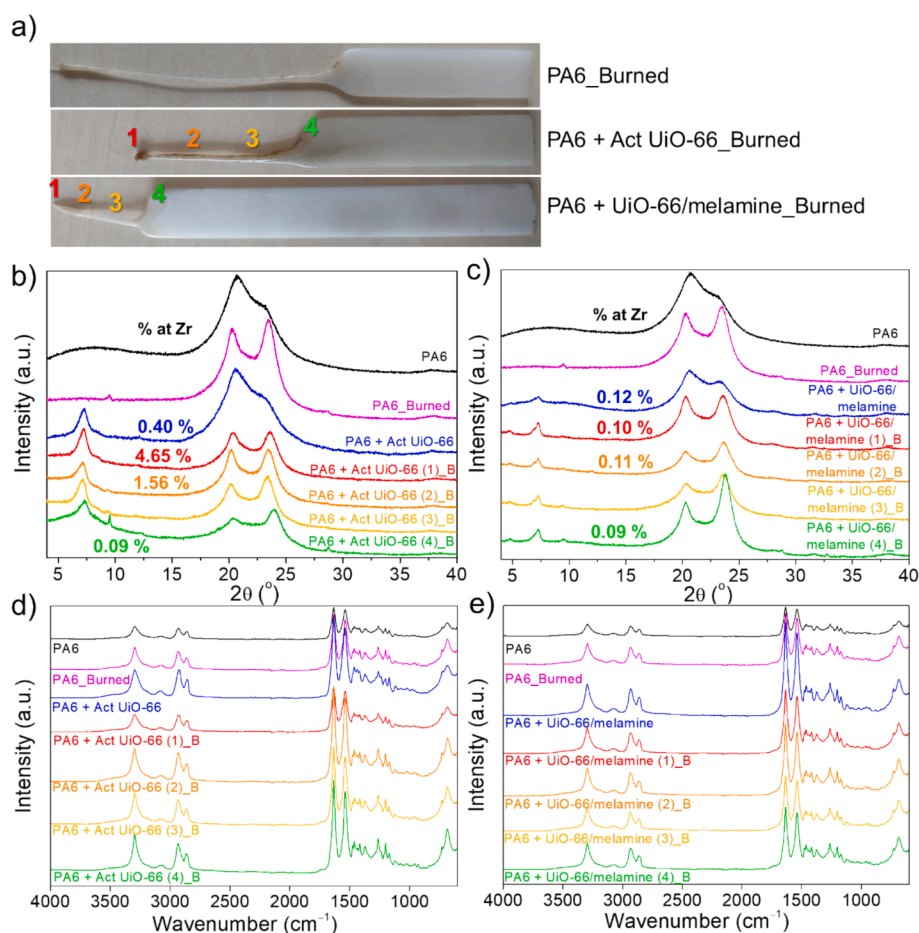 a)
PA6_Burned
1 2 3 4
PA6 + Act UiO-66_Burned
1 2 3 4
PA6 + UiO-66/melamine_Burned
b)
Intensity (a.u.)
% at Zr
PA6
PA6_Burned
0.40 %
PA6 + Act UiO-66
4.65 %
PA6 + Act UiO-66 (1)_B
1.56 %
PA6 + Act UiO-66 (2)_B
PA6 + Act UiO-66 (3)_B
0.09 %
PA6 + Act UiO-66 (4)_B
5 10 15 20 25 30 35 40
2θ (°)
c)
Intensity (a.u.)
% at Zr
PA6
PA6_Burned
0.12 %
PA6 + UiO-66/
melamine
0.10 %
PA6 + UiO-66/
melamine (1)_B
0.11 %
PA6 + UiO-66/
melamine (2)_B
PA6 + UiO-66/
melamine (3)_B
0.09 %
PA6 + UiO-66/
melamine (4)_B
5 10 15 20 25 30 35 40
2θ (°)
d)
Intensity (a.u.)
PA6
PA6_Burned
PA6 + Act UiO-66
PA6 + Act UiO-66 (1)_B
PA6 + Act UiO-66 (2)_B
PA6 + Act UiO-66 (3)_B
PA6 + Act UiO-66 (4)_B
4000 3500 3000 2500 2000 1500 1000
Wavenumber (cm⁻¹)
e)
Intensity (a.u.)
PA6
PA6_Burned
PA6 + UiO-66/melamine
PA6 + UiO-66/melamine (1)_B
PA6 + UiO-66/melamine (2)_B
PA6 + UiO-66/melamine (3)_B
PA6 + UiO-66/melamine (4)_B
4000 3500 3000 2500 2000 1500 1000
Wavenumber (cm⁻¹)